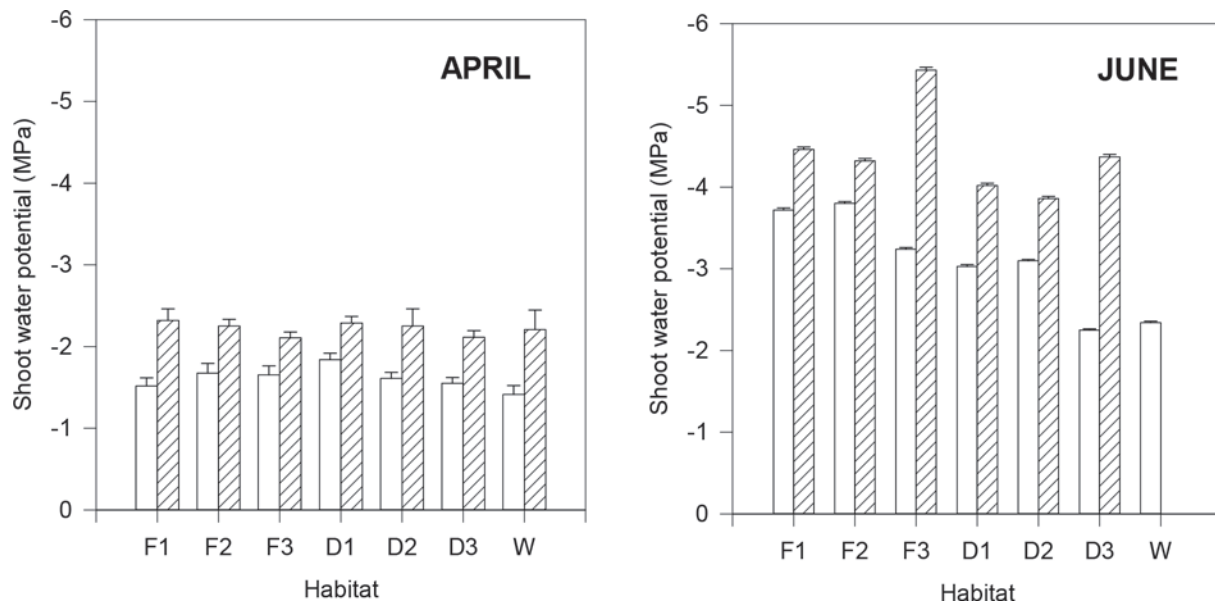 APRIL
Shoot water potential (MPa)
-6
-5
-4
-3
-2
-1
0
F1 F2 F3 D1 D2 D3 W
Habitat
JUNE
Shoot water potential (MPa)
-6
-5
-4
-3
-2
-1
0
F1 F2 F3 D1 D2 D3 W
Habitat